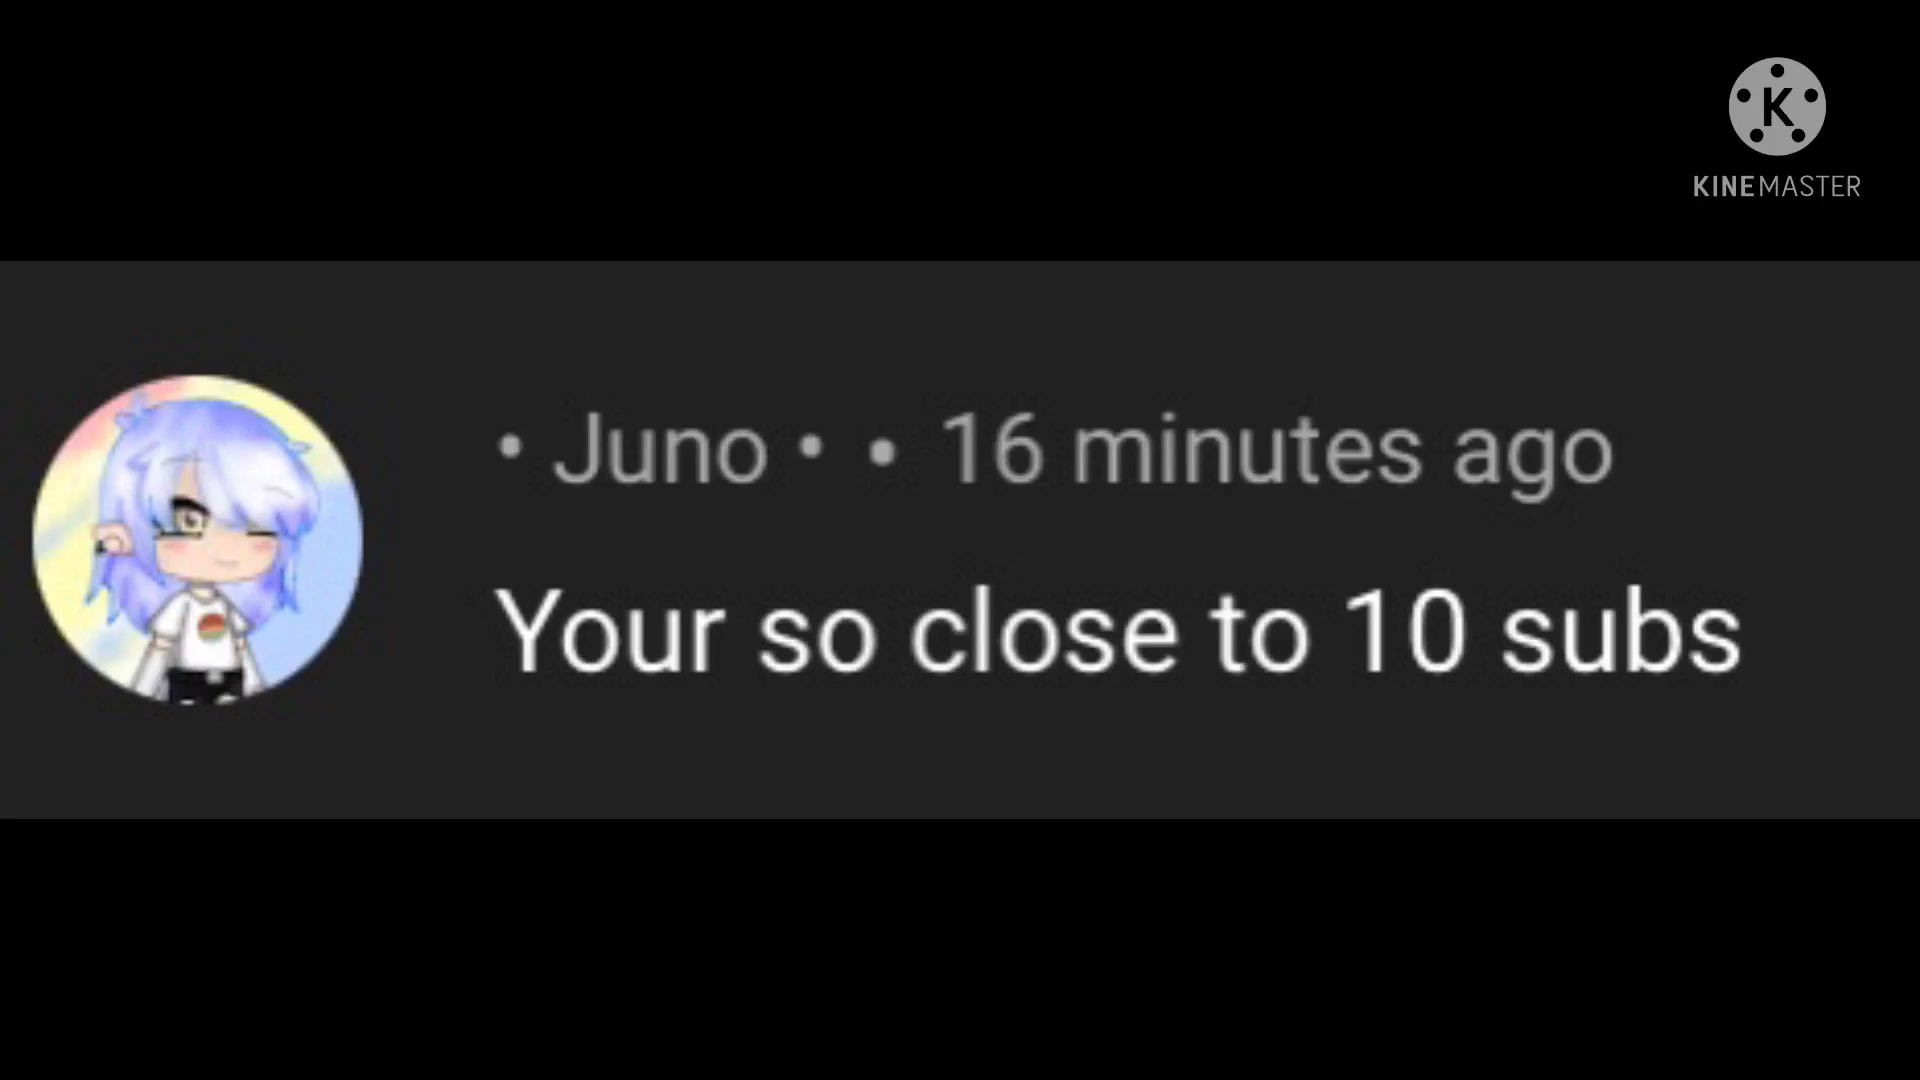 K
KINEMASTER
• Juno • • 16 minutes ago
Your so close to 10 subs